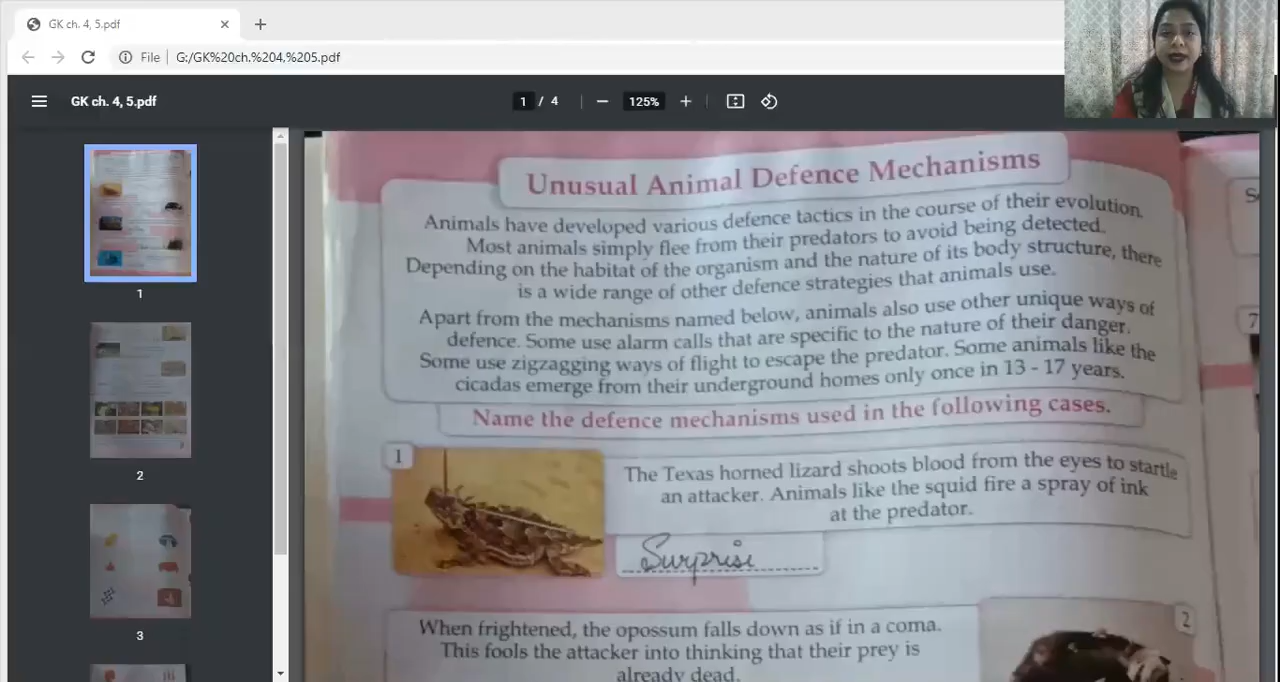 GK ch. 4, 5.pdf
File
G:/GK%20ch.%204,%205.pdf
GK ch. 4, 5.pdf
1 / 4
125%
1
2
3
Unusual Animal Defence Mechanisms
Animals have developed various defence tactics in the course of their evolution.
Most animals simply flee from their predators to avoid being detected.
Depending on the habitat of the organism and the nature of its body structure, there
is a wide range of other defence strategies that animals use.
Apart from the mechanisms named below, animals also use other unique ways of
defence. Some use alarm calls that are specific to the nature of their danger.
Some use zigzagging ways of flight to escape the predator. Some animals like the
cicadas emerge from their underground homes only once in 13 - 17 years.
Name the defence mechanisms used in the following cases.
1
The Texas horned lizard shoots blood from the eyes to startle
an attacker. Animals like the squid fire a spray of ink
at the predator.
Surprise
2
When frightened, the opossum falls down as if in a coma.
This fools the attacker into thinking that their prey is
already dead.
7